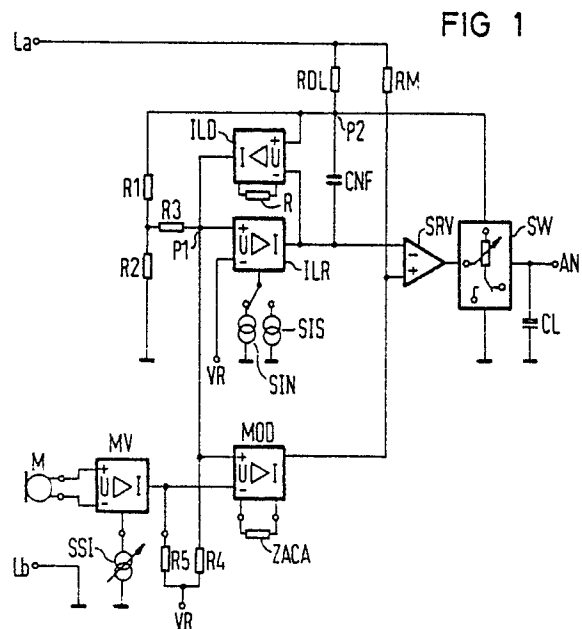 FIG 1
La
RDL
RM
ILD
P2
+
I
U
-
R
CNF
R1
R3
P1
R2
+
U
-
I
ILR
SRV
-
+
SW
AN
CL
VR
SIS
SIN
MV
MOD
M
+
U
-
I
+
U
-
I
SSI
R5
R4
ZACA
Lb
VR